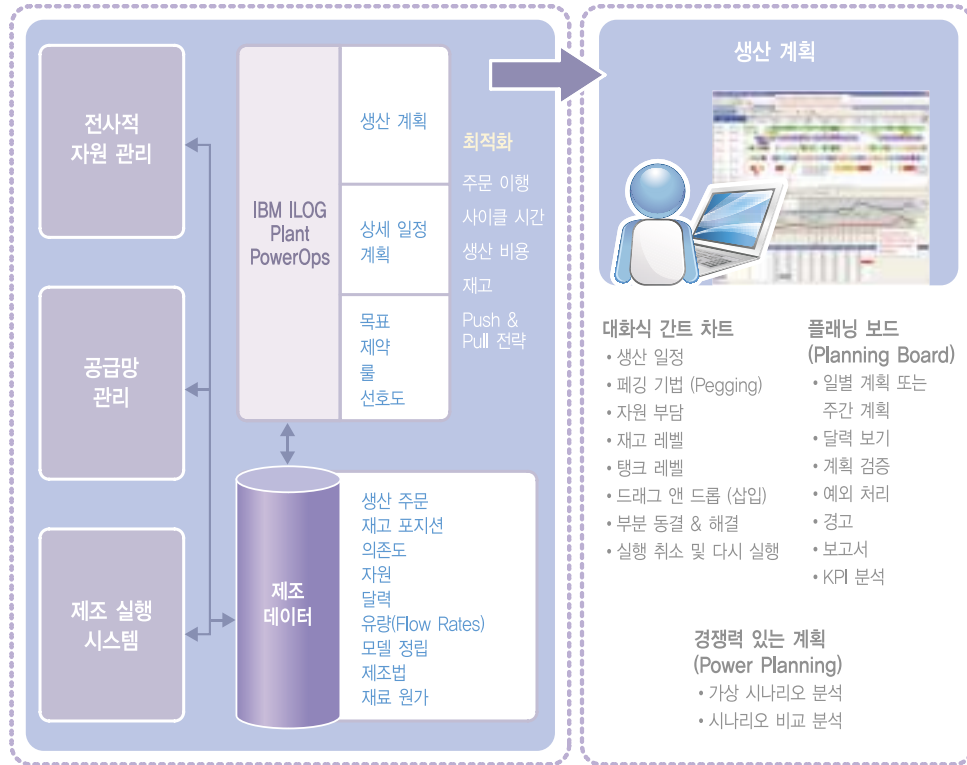 전사적
자원 관리
공급망
관리
제조 실행
시스템
IBM ILOG
Plant
PowerOps
생산 계획
상세 일정
계획
목표
제약
룰
선호도
최적화
주문 이행
사이클 시간
생산 비용
재고
Push &
Pull 전략
제조
데이터
생산 주문
재고 포지션
의존도
자원
달력
유량(Flow Rates)
모델 정립
제조법
재료 원가
생산 계획
대화식 간트 차트
• 생산 일정
• 페깅 기법 (Pegging)
• 자원 부담
• 재고 레벨
• 탱크 레벨
• 드래그 앤 드롭 (삽입)
• 부분 동결 & 해결
• 실행 취소 및 다시 실행
플래닝 보드
(Planning Board)
• 일별 계획 또는
주간 계획
• 달력 보기
• 계획 검증
• 예외 처리
• 경고
• 보고서
• KPI 분석
경쟁력 있는 계획
(Power Planning)
• 가상 시나리오 분석
• 시나리오 비교 분석